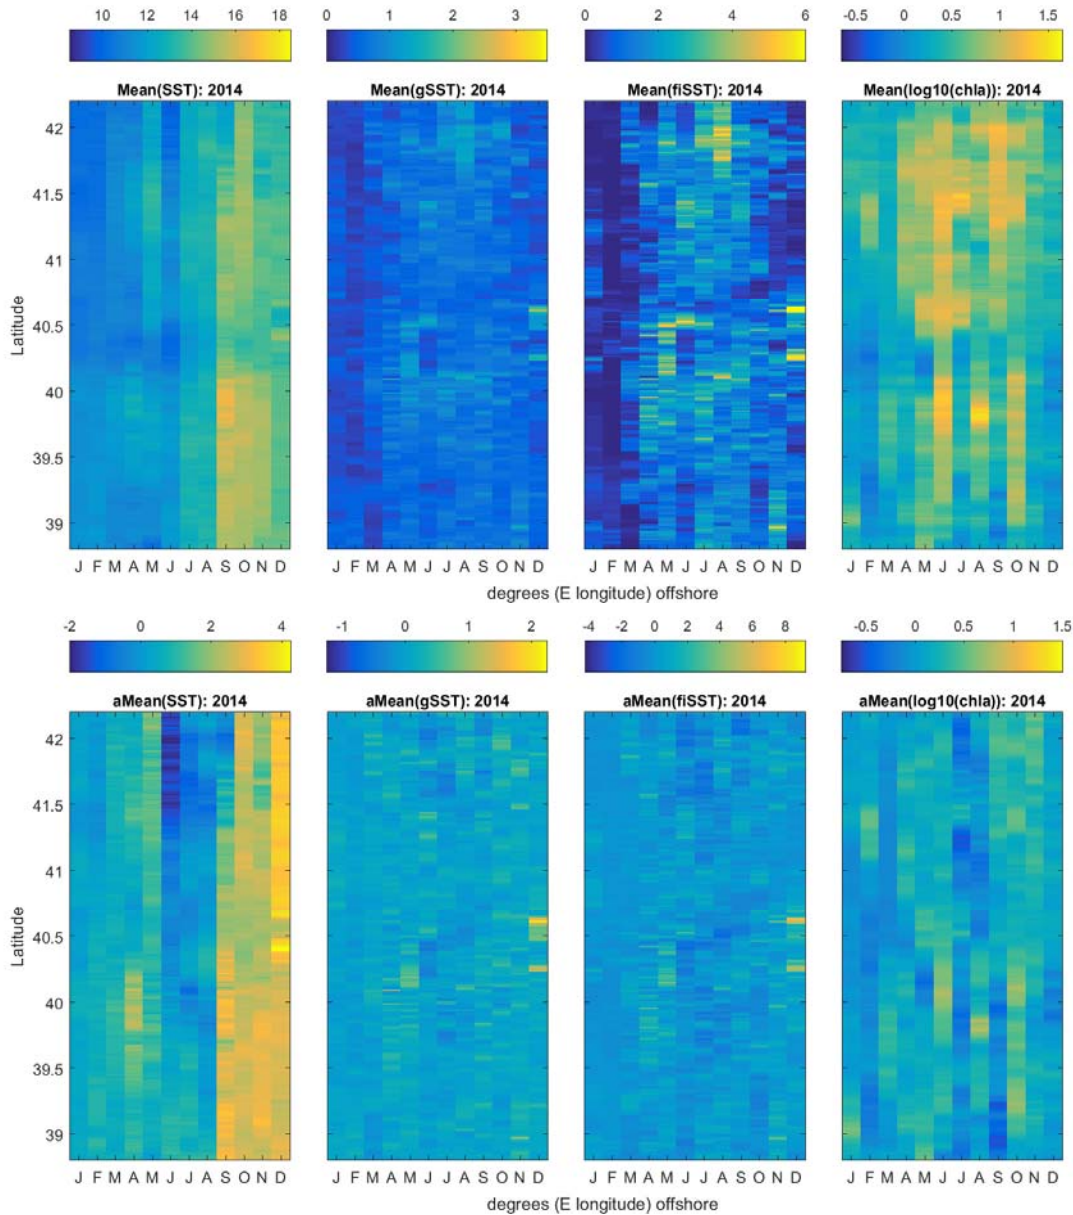 10 12 14 16 18 0 1 2 3 0 2 4 6 -0.5 0 0.5 1 1.5
Mean(SST): 2014 Mean(gSST): 2014 Mean(fiSST): 2014 Mean(log10(chla)): 2014
42
41.5
41
Latitude
40.5
40
39.5
39
J F M A M J J A S O N D J F M A M J J A S O N D J F M A M J J A S O N D J F M A M J J A S O N D
degrees (E longitude) offshore
-2 0 2 4 -1 0 1 2 -4 -2 0 2 4 6 8 -0.5 0 0.5 1 1.5
aMean(SST): 2014 aMean(gSST): 2014 aMean(fiSST): 2014 aMean(log10(chla)): 2014
42
41.5
41
Latitude
40.5
40
39.5
39
J F M A M J J A S O N D J F M A M J J A S O N D J F M A M J J A S O N D J F M A M J J A S O N D
degrees (E longitude) offshore